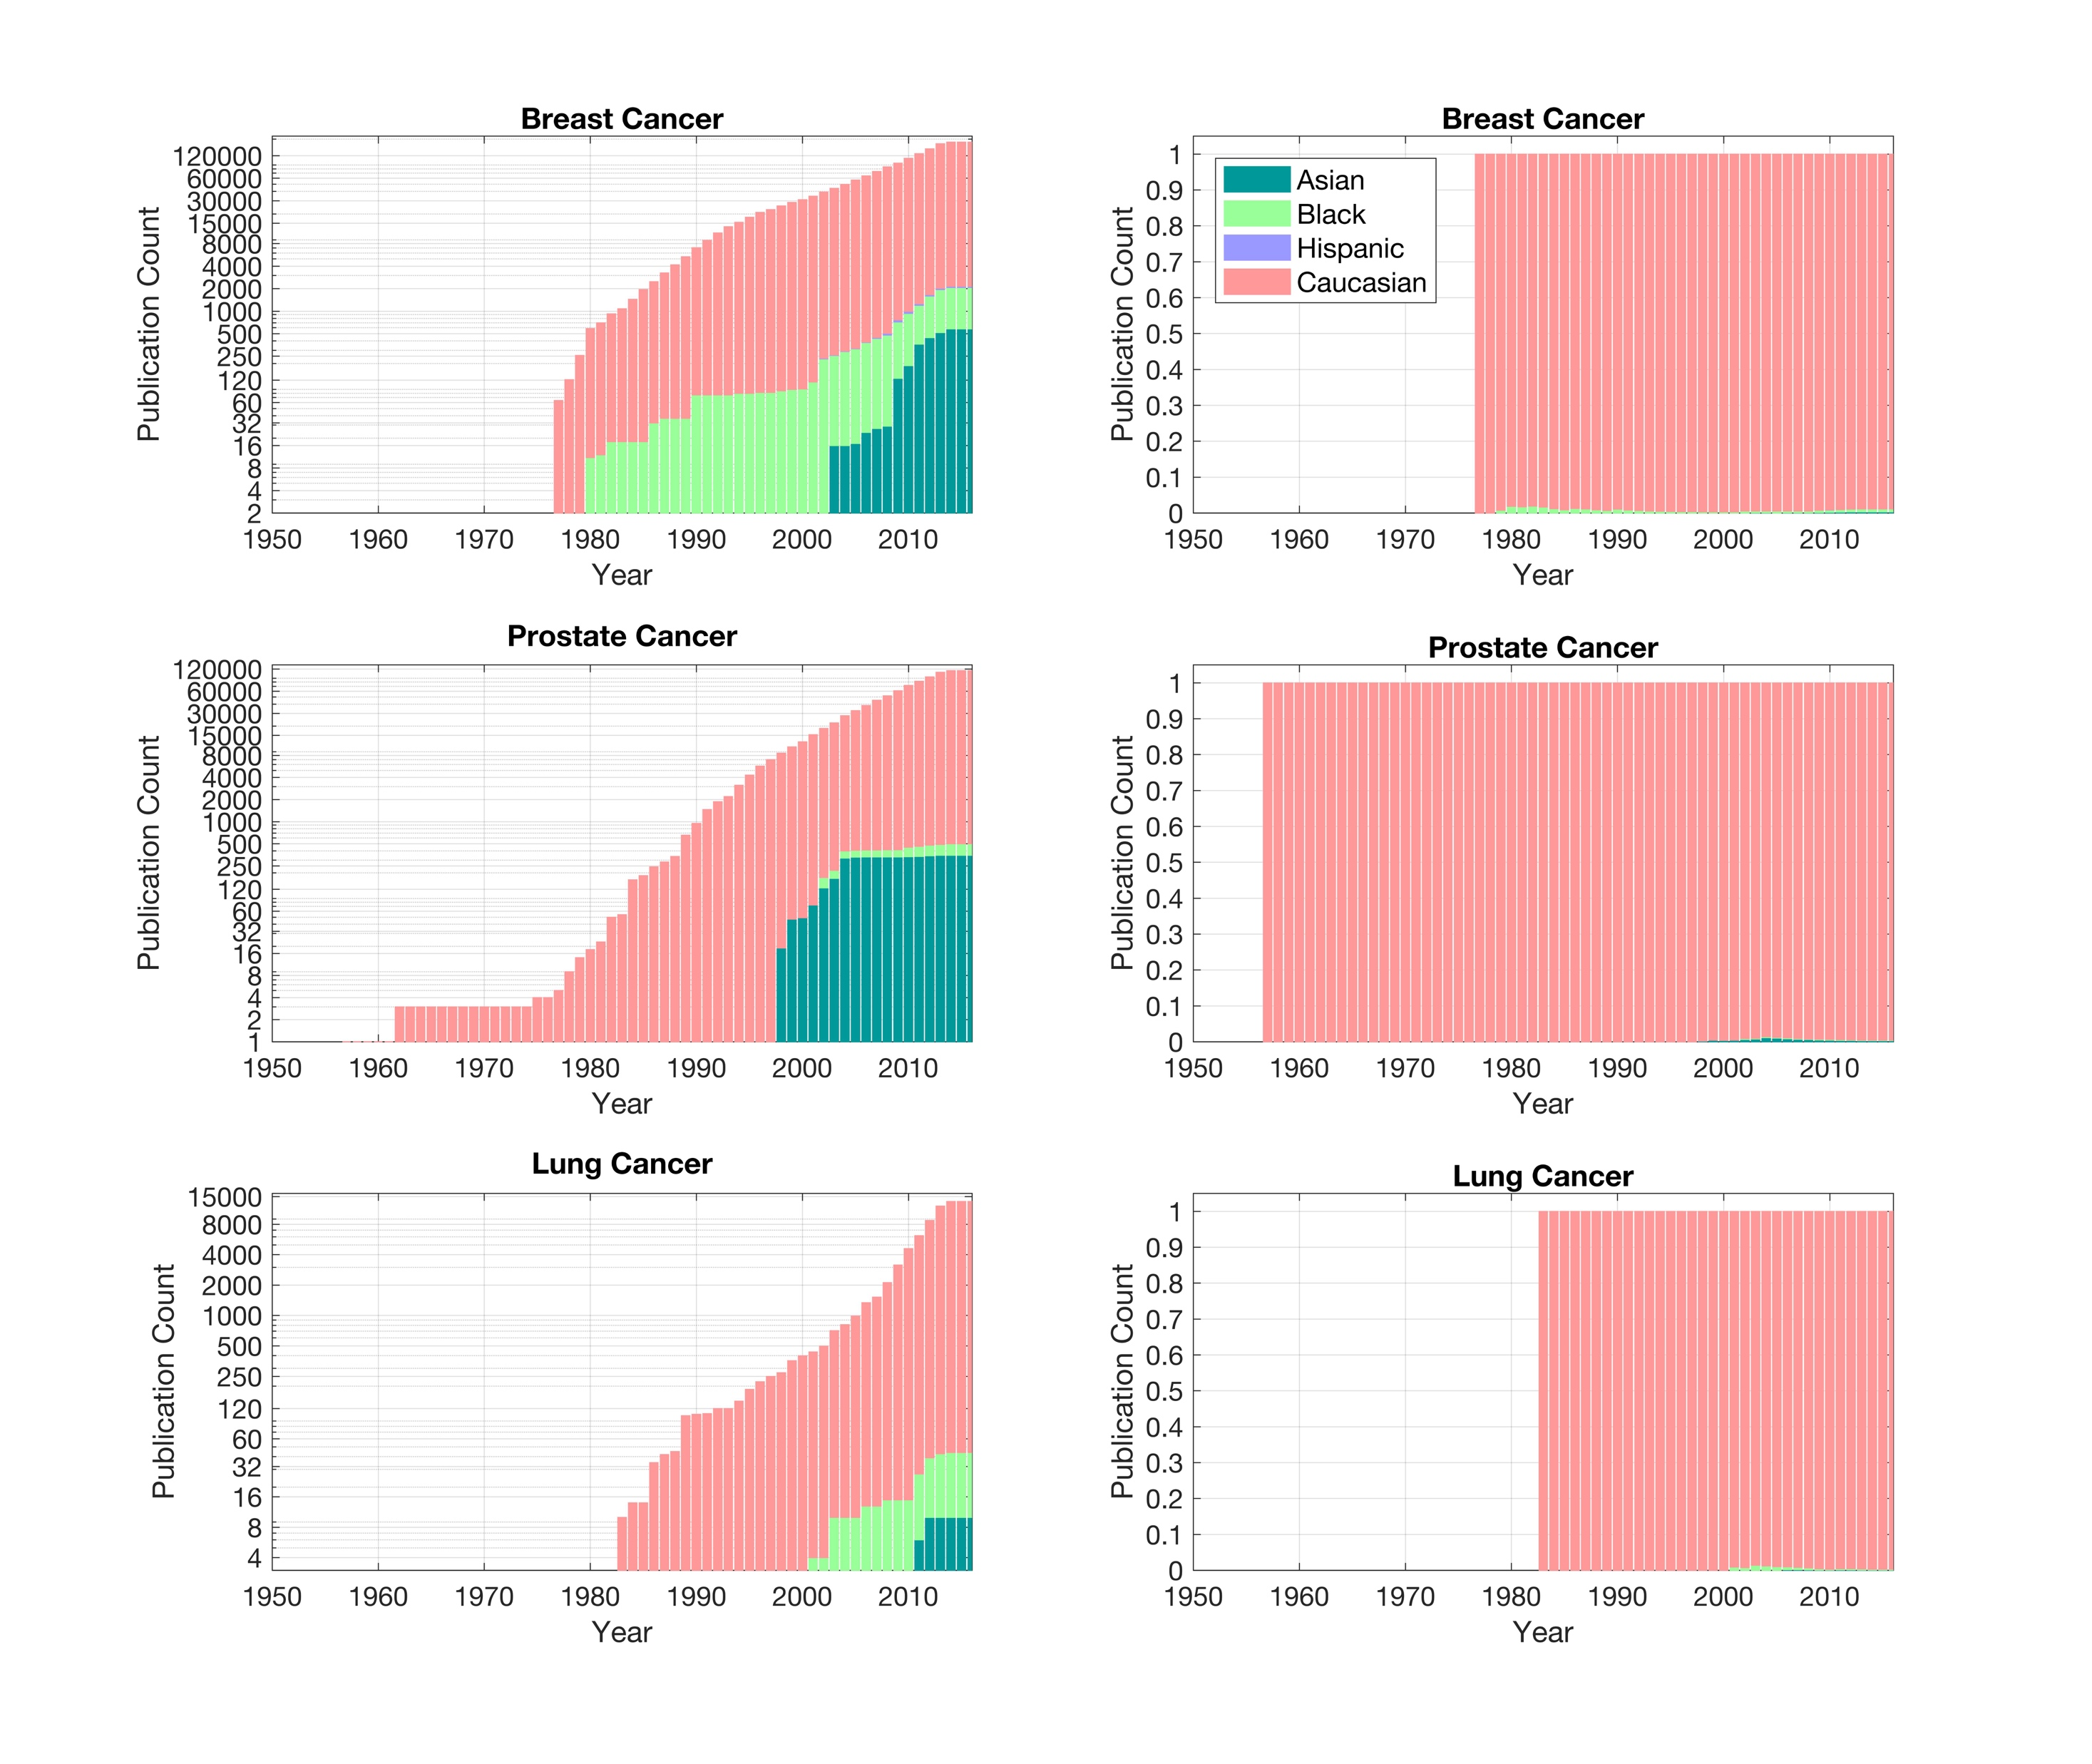 Breast Cancer
Publication Count
120000
60000
30000
15000
8000
4000
2000
1000
500
250
120
60
32
16
8
4
2
1950 1960 1970 1980 1990 2000 2010
Year
Breast Cancer
Publication Count
1
0.9
0.8
0.7
0.6
0.5
0.4
0.3
0.2
0.1
0
Asian
Black
Hispanic
Caucasian
1950 1960 1970 1980 1990 2000 2010
Year
Prostate Cancer
Publication Count
120000
60000
30000
15000
8000
4000
2000
1000
500
250
120
60
32
16
8
4
2
1
1950 1960 1970 1980 1990 2000 2010
Year
Prostate Cancer
Publication Count
1
0.9
0.8
0.7
0.6
0.5
0.4
0.3
0.2
0.1
0
1950 1960 1970 1980 1990 2000 2010
Year
Lung Cancer
Publication Count
15000
8000
4000
2000
1000
500
250
120
60
32
16
8
4
1950 1960 1970 1980 1990 2000 2010
Year
Lung Cancer
Publication Count
1
0.9
0.8
0.7
0.6
0.5
0.4
0.3
0.2
0.1
0
1950 1960 1970 1980 1990 2000 2010
Year